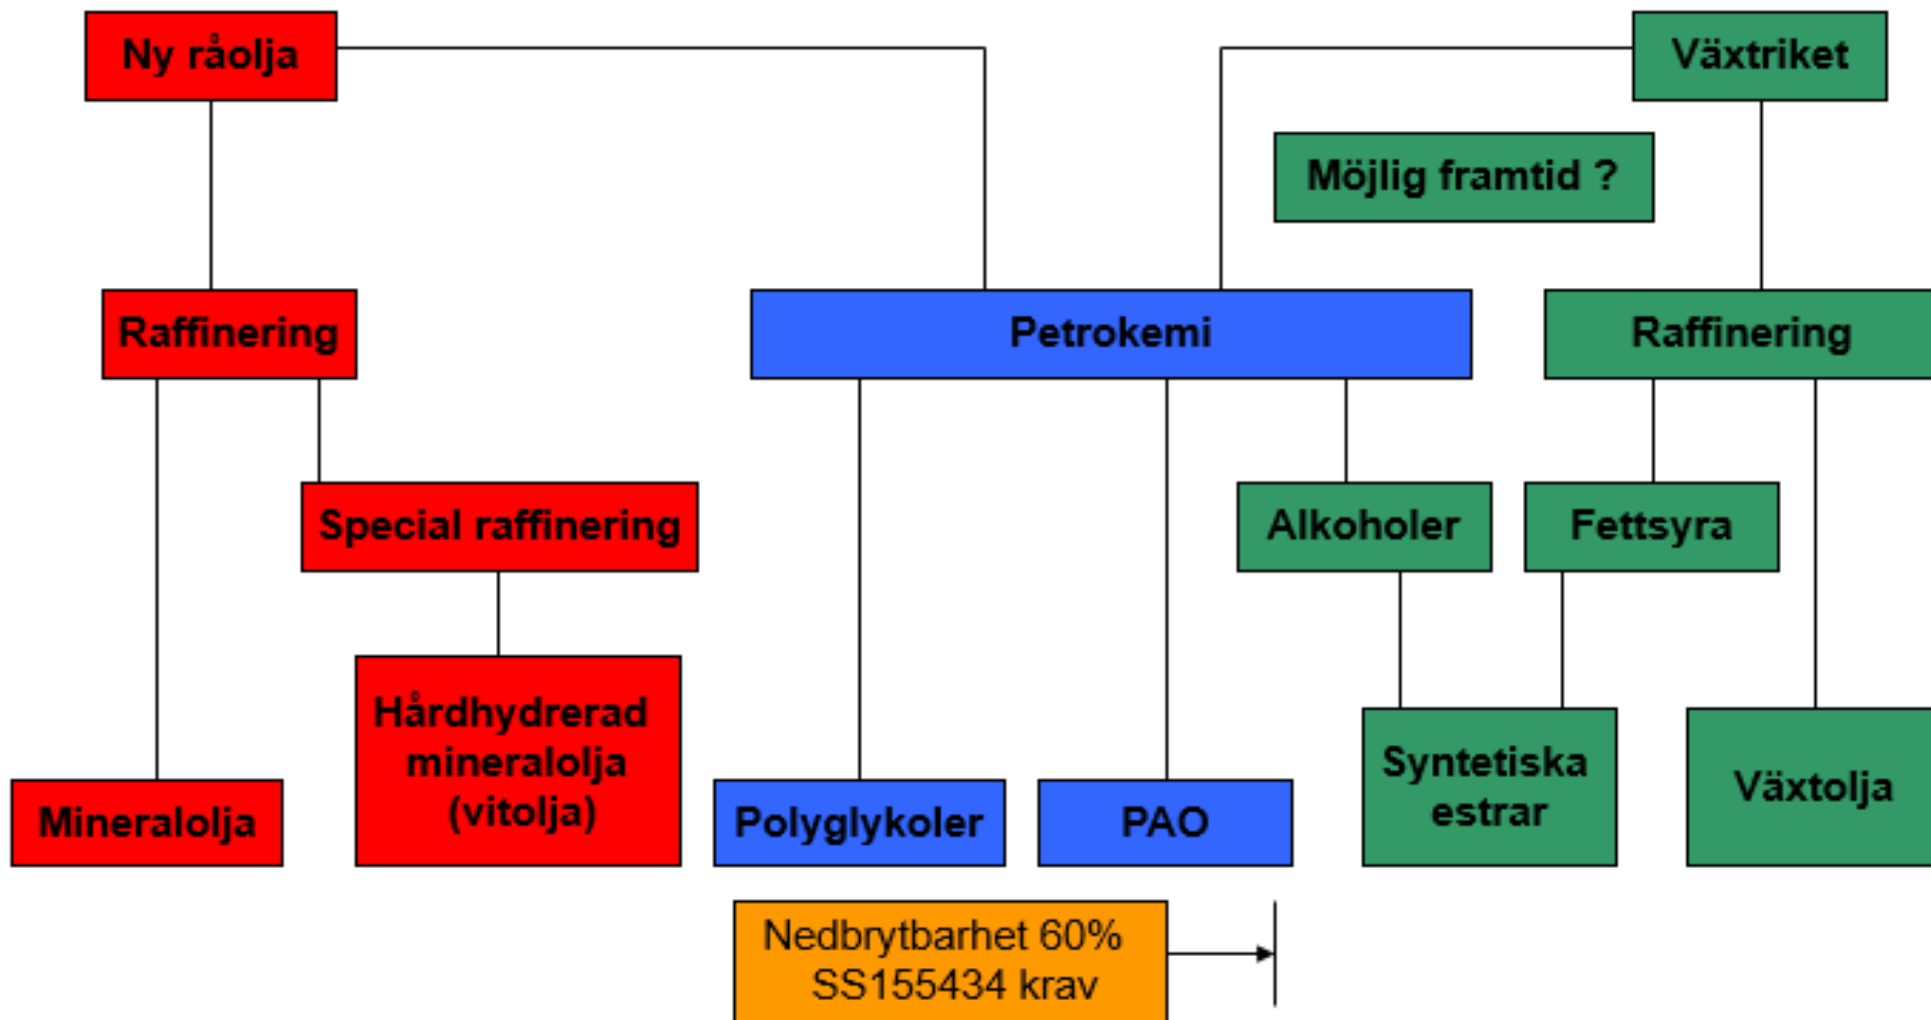 Ny råolja
Växtriket
Möjlig framtid ?
Raffinering
Petrokemi
Raffinering
Special raffinering
Alkoholer
Fettsyra
Hårdhydrerad
mineralolja
(vitolja)
Mineralolja
Polyglykoler
PAO
Syntetiska
estrar
Växtolja
Nedbrytbarhet 60%
SS155434 krav